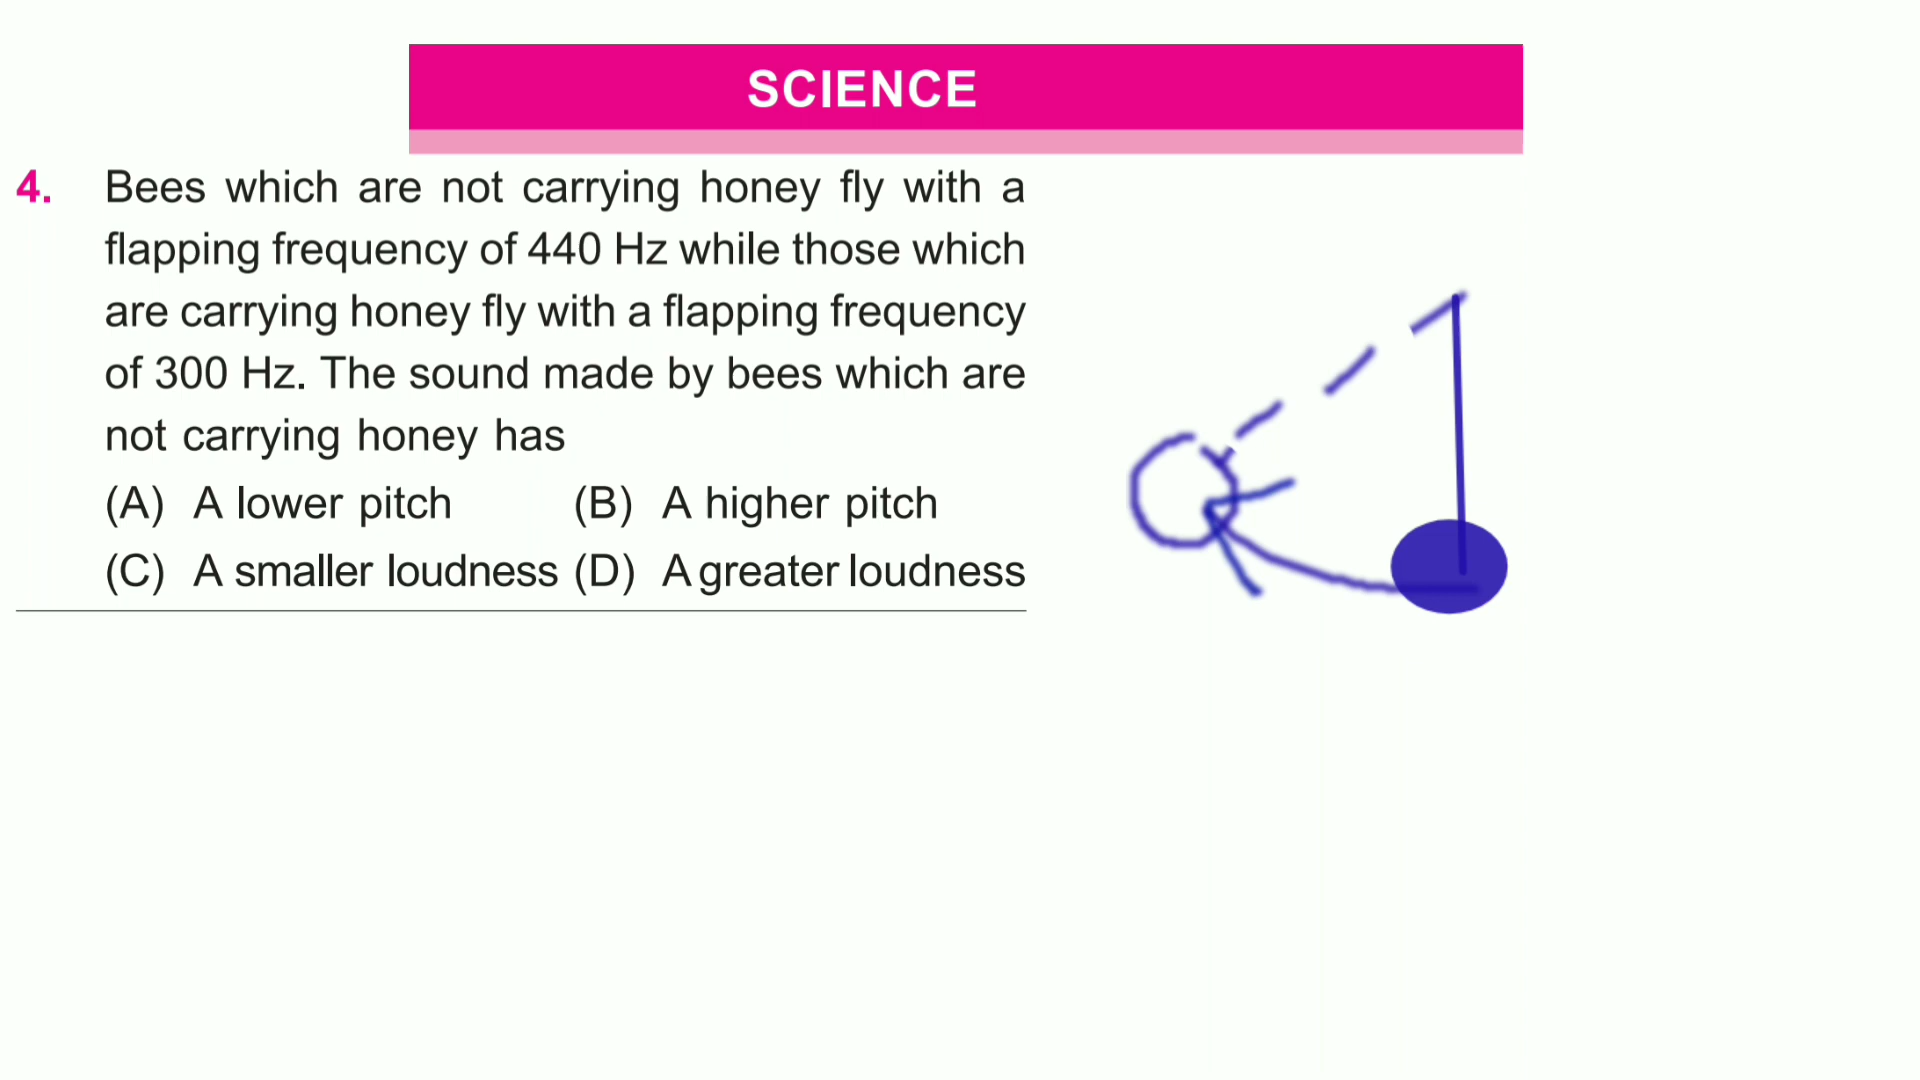 SCIENCE
4. Bees which are not carrying honey fly with a
flapping frequency of 440 Hz while those which
are carrying honey fly with a flapping frequency
of 300 Hz. The sound made by bees which are
not carrying honey has
(A) A lower pitch (B) A higher pitch
(C) A smaller loudness (D) A greater loudness